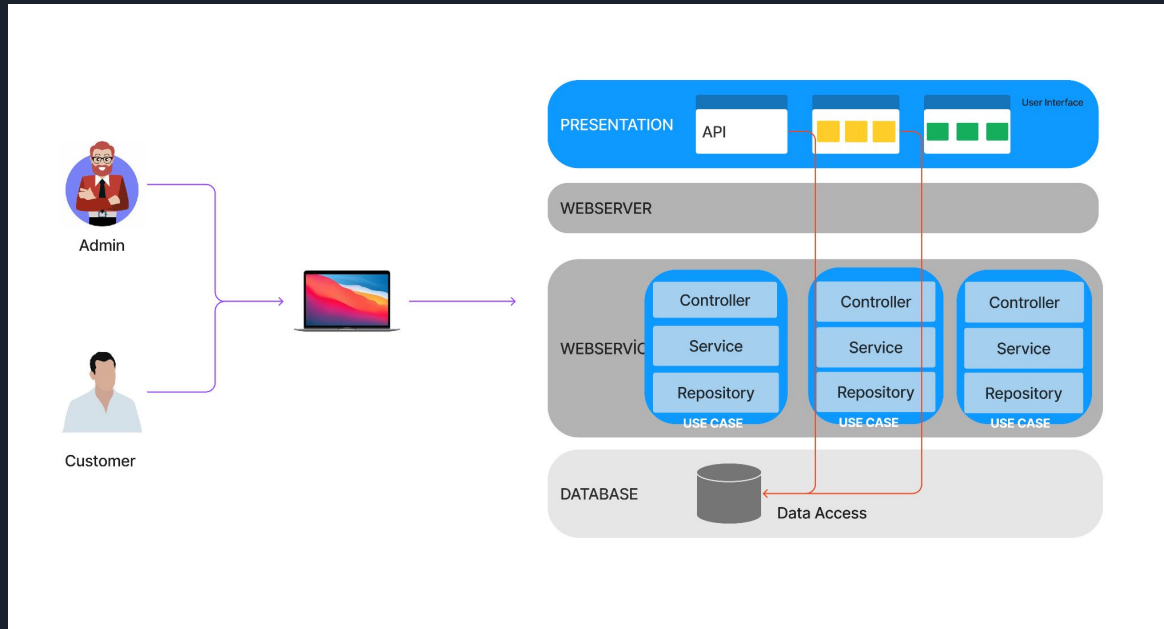 Admin
Customer
PRESENTATION
API
User Interface
WEBSERVER
WEBSERVİC
Controller
Service
Repository
USE CASE
Controller
Service
Repository
USE CASE
Controller
Service
Repository
USE CASE
DATABASE
Data Access